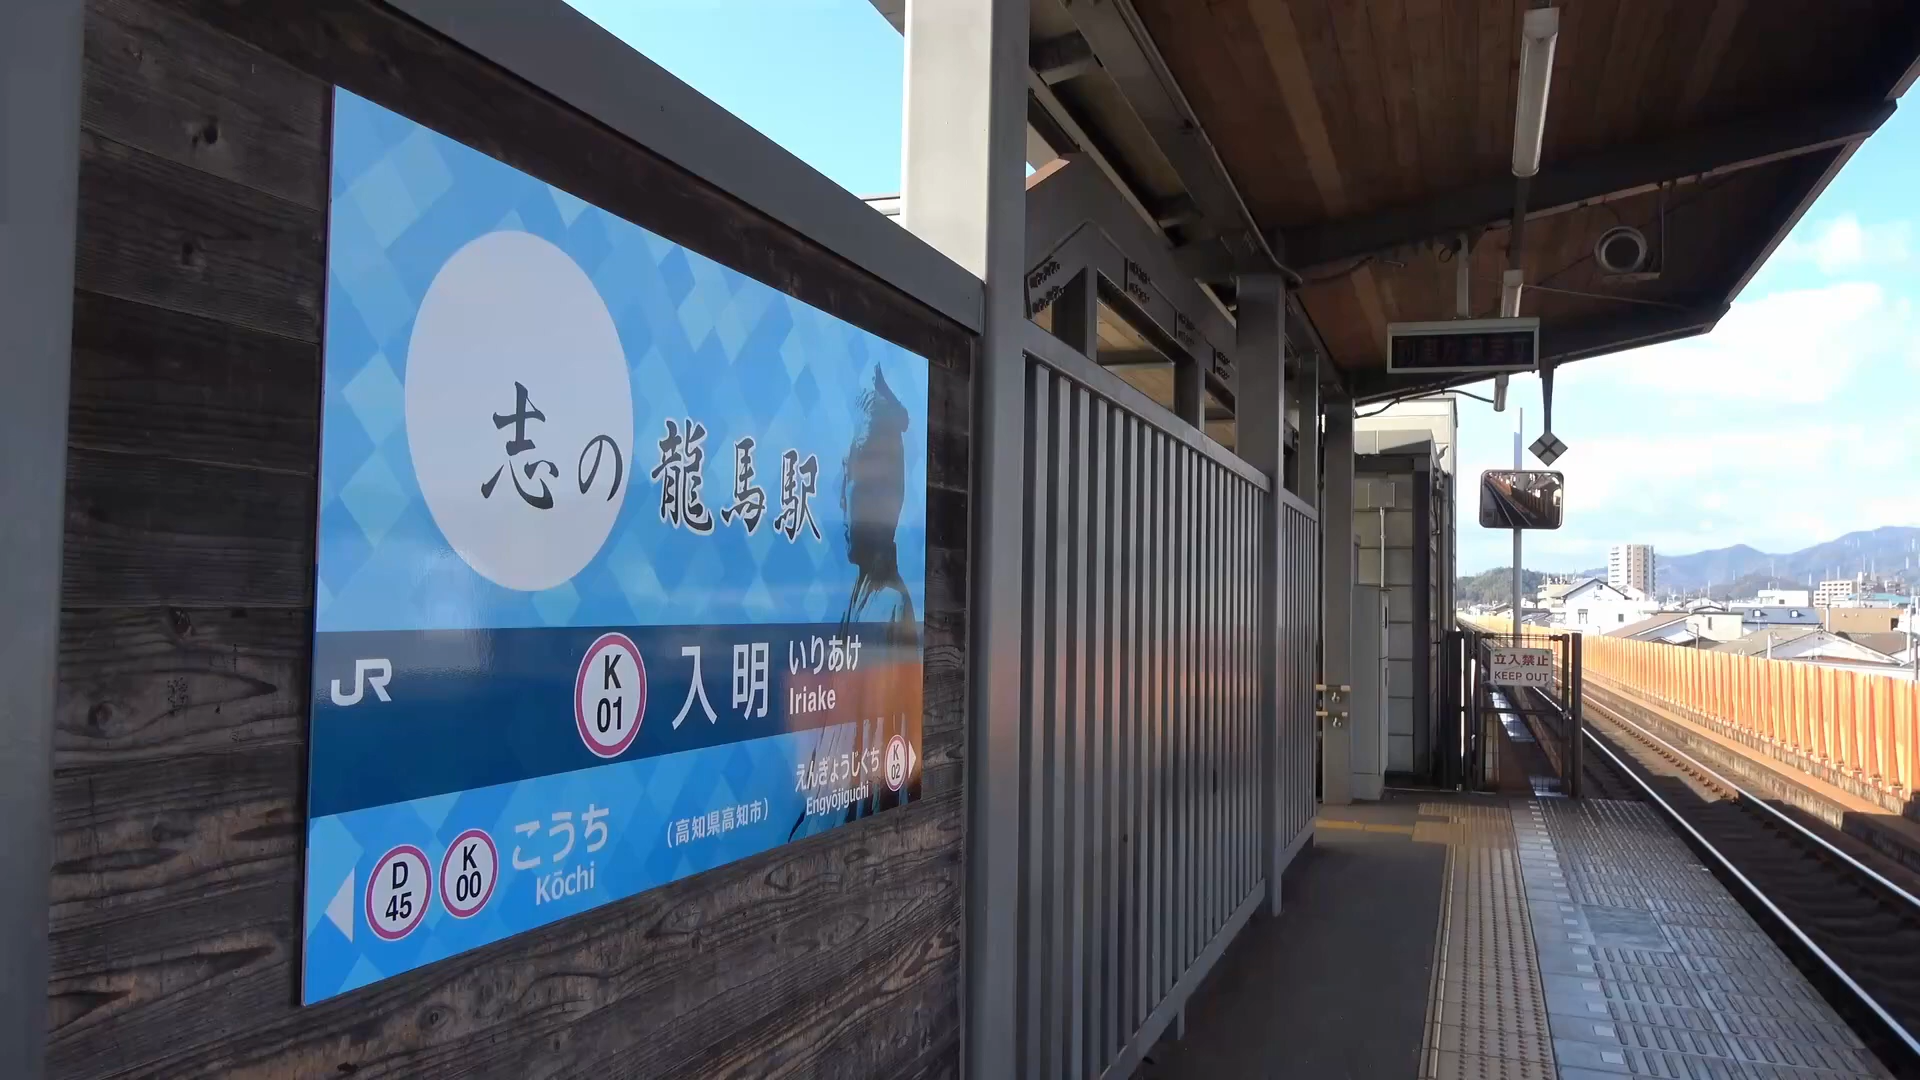 志の龍馬駅
JR
K
01
入明
いりあけ
Iriake
D
45
K
00
こうち
Kōchi
（高知県高知市）
えんぎょうじぐち
Engyōjiguchi
K
02
立入禁止
KEEP OUT